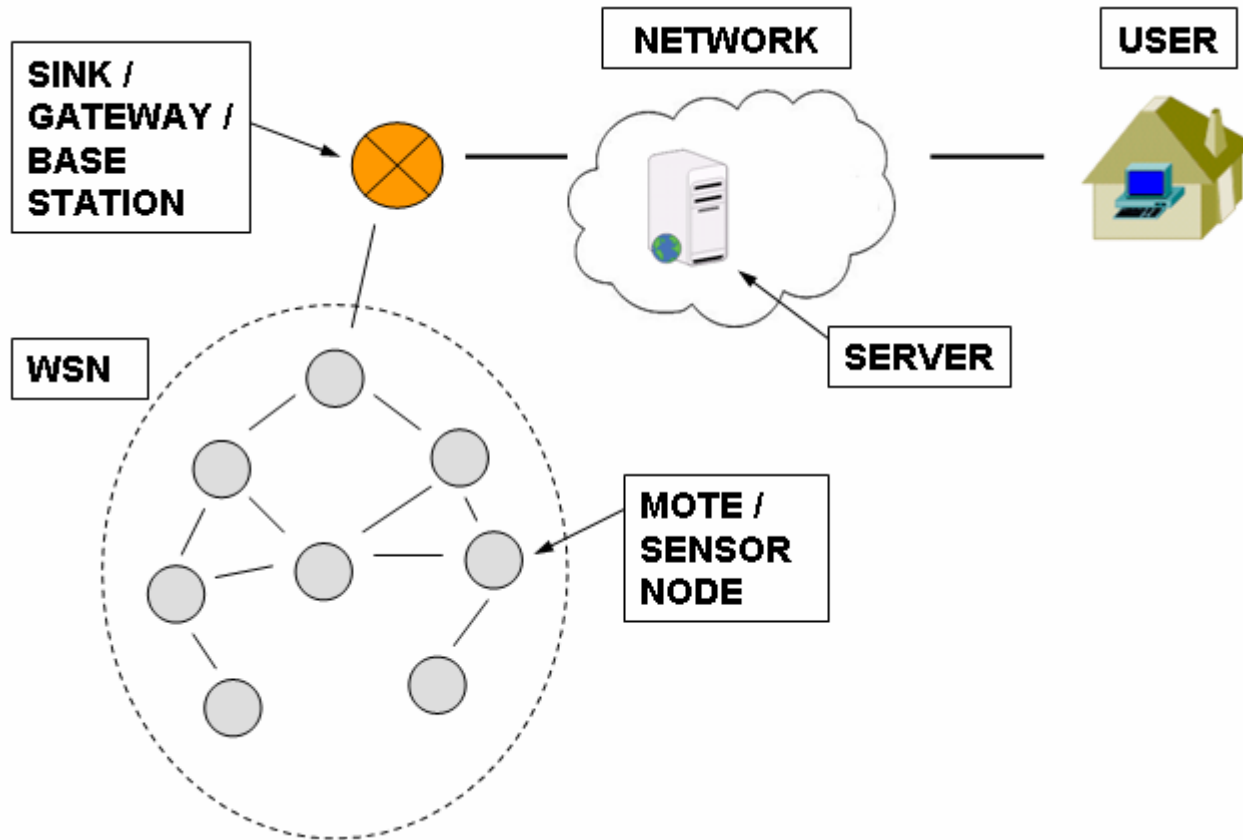 SINK /
GATEWAY /
BASE
STATION
NETWORK
USER
SERVER
WSN
MOTE /
SENSOR
NODE